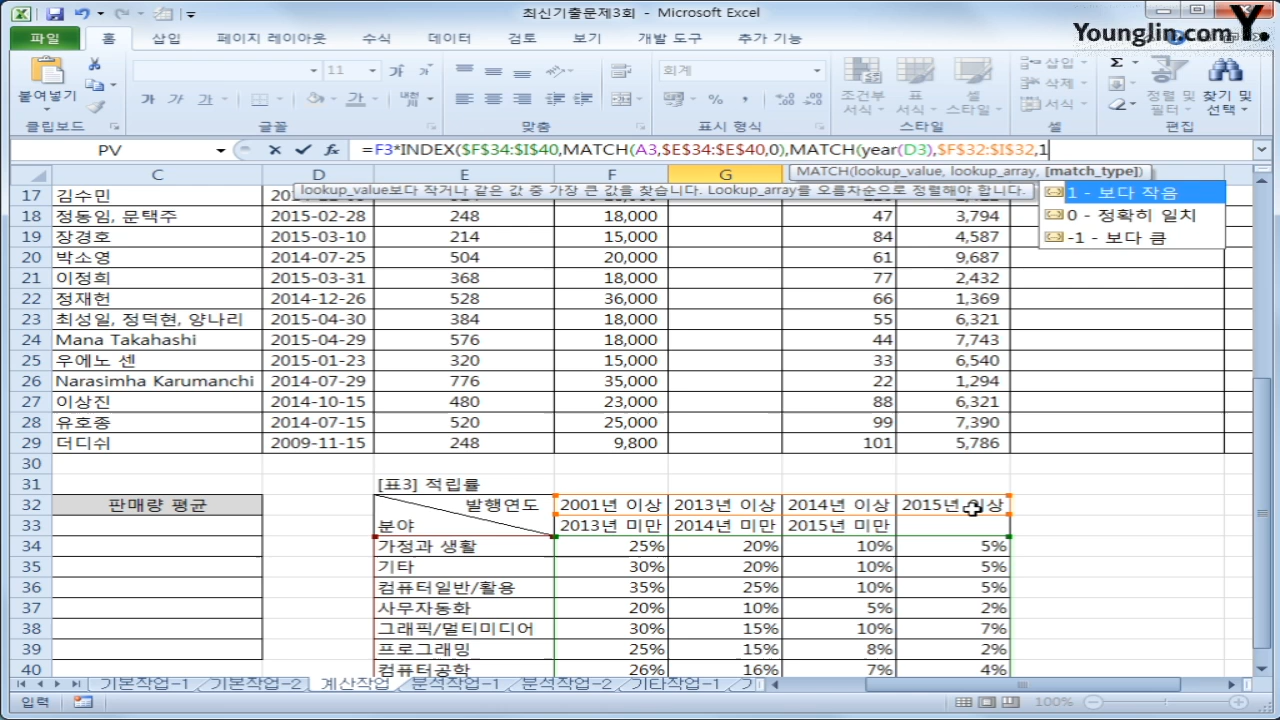 최신기출문제3회 - Microsoft Excel
Younglin.com Y.
파일 홈 삽입 페이지 레이아웃 수식 데이터 검토 보기 개발 도구 추가 기능
붙여넣기 11 가 가 가 회계 조건부 서식 표 서식 셀 스타일 삽입 삭제 서식 정렬 및 필터 찾기 및 선택
클립보드 글꼴 맞춤 표시 형식 스타일 셀 편집
PV =F3*INDEX($F$34:$I$40,MATCH(A3,$E$34:$E$40,0),MATCH(year(D3),$F$32:$I$32,1
MATCH(lookup_value, lookup_array, [match_type])
C D E F G
lookup_value보다 작거나 같은 값 중 가장 큰 값을 찾습니다. Lookup_array를 오름차순으로 정렬해야 합니다.
1 - 보다 작음
0 - 정확히 일치
-1 - 보다 큼
17 김수민
18 정동임, 문택주 2015-02-28 248 18,000 47 3,794
19 장경호 2015-03-10 214 15,000 84 4,587
20 박소영 2014-07-25 504 20,000 61 9,687
21 이정희 2015-03-31 368 18,000 77 2,432
22 정재헌 2014-12-26 528 36,000 66 1,369
23 최성일, 정덕현, 양나리 2015-04-30 384 18,000 55 6,321
24 Mana Takahashi 2015-04-29 576 18,000 44 7,743
25 우에노 센 2015-01-23 320 15,000 33 6,540
26 Narasimha Karumanchi 2014-07-29 776 35,000 22 1,294
27 이상진 2014-10-15 480 23,000 88 6,321
28 유호종 2014-07-15 520 25,000 99 7,390
29 더디쉬 2009-11-15 248 9,800 101 5,786
30
31 [표3] 적립률
32 판매량 평균 발행연도 2001년 이상 2013년 이상 2014년 이상 2015년 이상
33 분야 2013년 미만 2014년 미만 2015년 미만
34 가정과 생활 25% 20% 10% 5%
35 기타 30% 20% 10% 5%
36 컴퓨터일반/활용 35% 25% 10% 5%
37 사무자동화 20% 10% 5% 2%
38 그래픽/멀티미디어 30% 15% 10% 7%
39 프로그래밍 25% 15% 8% 2%
40 컴퓨터공학 26% 16% 7% 4%
기본작업-1 기본작업-2 계산작업 분석작업-1 분석작업-2 기타작업-1
입력 100%